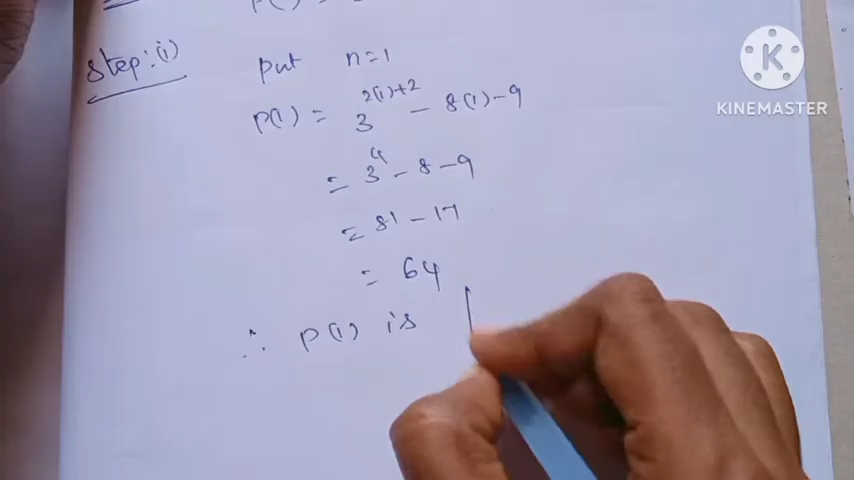 P(1) =
Step:(i)
put n=1
P(1) = 3^{2(1)+2} - 8(1)-9
= 3^4 - 8 - 9
= 81 - 17
= 64
∴ P(1) is
KINEMASTER